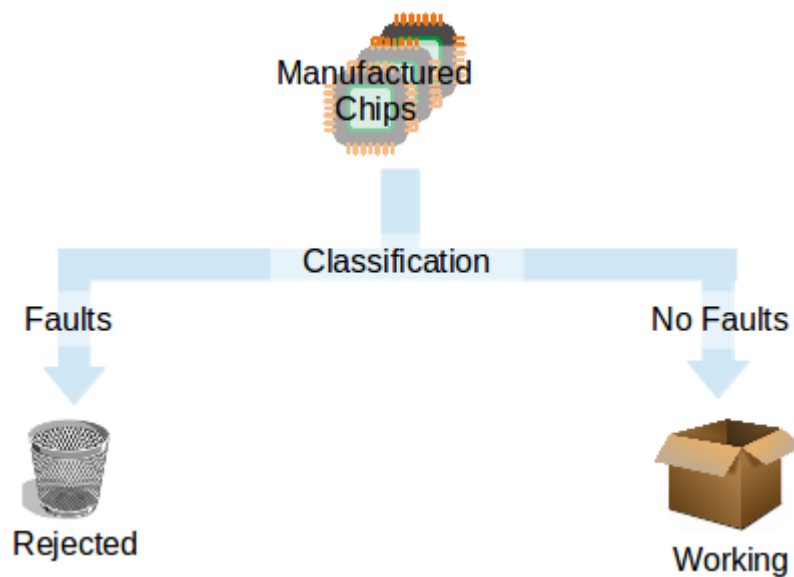 Manufactured
Chips
Classification
Faults
No Faults
Rejected
Working